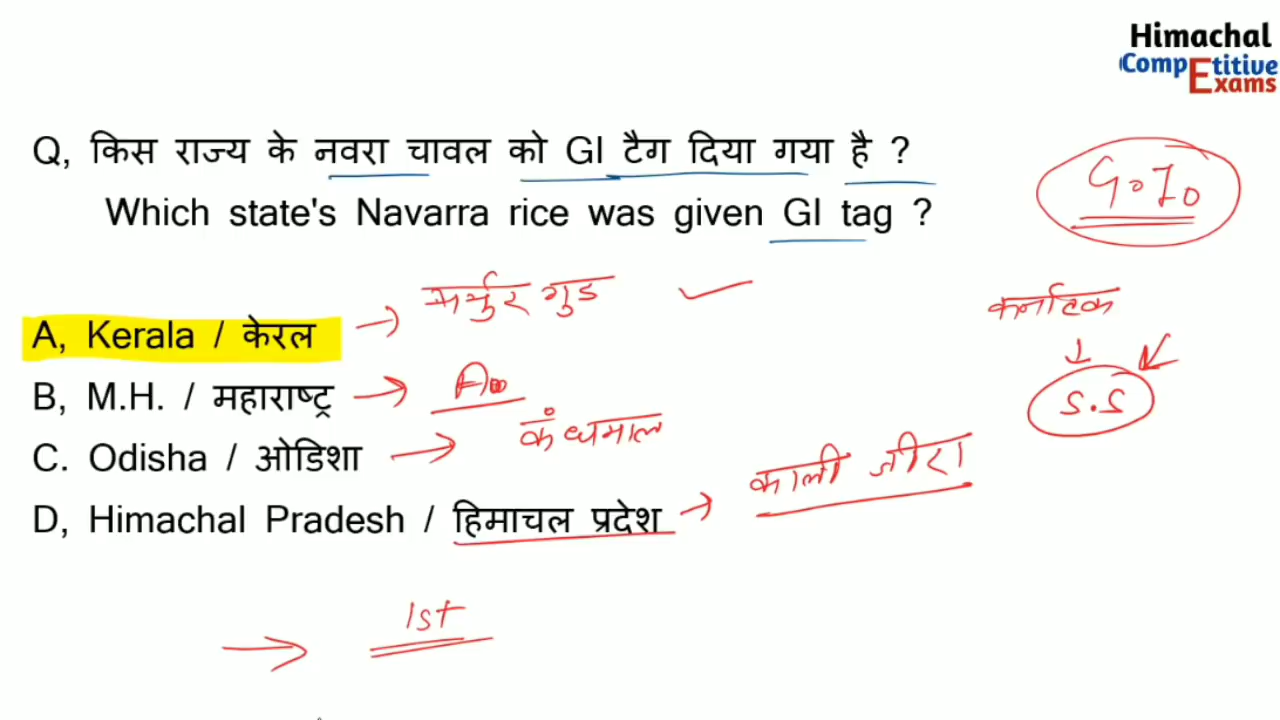 Himachal
Competitive
Exams
Q, किस राज्य के नवरा चावल को GI टैग दिया गया है ?
Which state's Navarra rice was given GI tag ?
G.I.
A, Kerala / केरल → गुड
कर्नाटक
S.S
B, M.H. / महाराष्ट्र →
C. Odisha / ओडिशा → कंधमाल
D, Himachal Pradesh / हिमाचल प्रदेश → काली जीरा
→ 1st